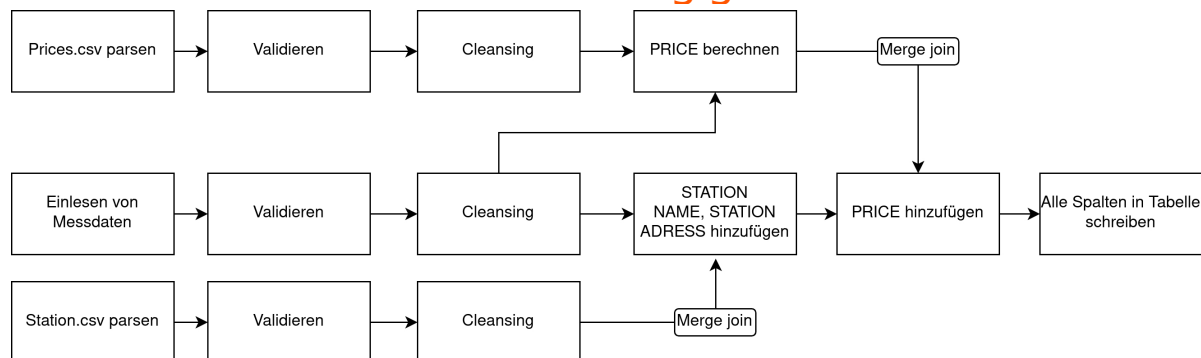 Prices.csv parsen
Validieren
Cleansing
PRICE berechnen
Merge join
Einlesen von
Messdaten
Validieren
Cleansing
STATION
NAME, STATION
ADRESS hinzufügen
PRICE hinzufügen
Alle Spalten in Tabelle
schreiben
Station.csv parsen
Validieren
Cleansing
Merge join